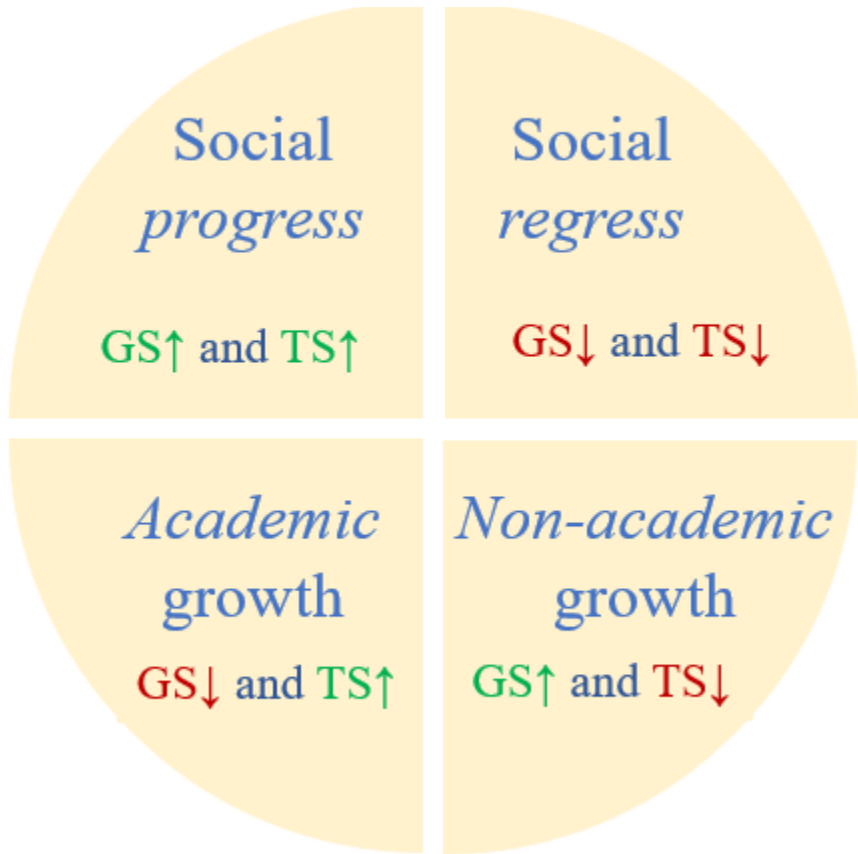 Social
progress
GS↑ and TS↑
Social
regress
GS↓ and TS↓
Academic
growth
GS↓ and TS↑
Non-academic
growth
GS↑ and TS↓